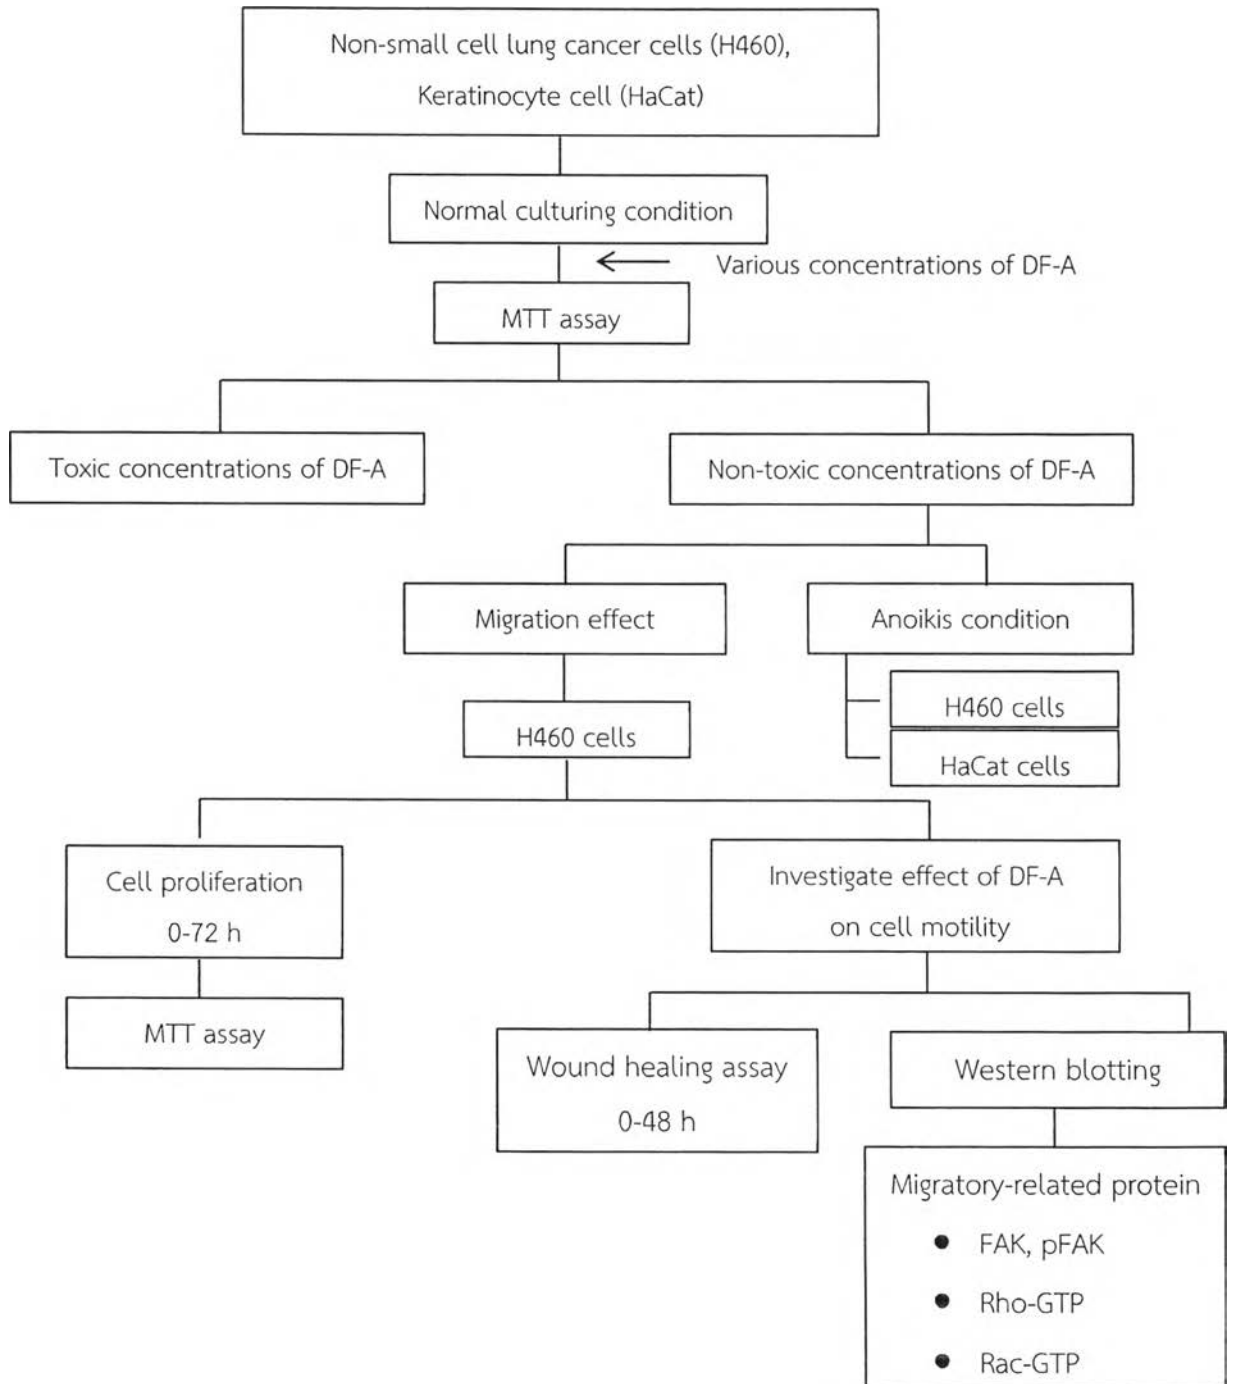 Non-small cell lung cancer cells (H460),
Keratinocyte cell (HaCat)
Normal culturing condition
Various concentrations of DF-A
MTT assay
Toxic concentrations of DF-A
Non-toxic concentrations of DF-A
Migration effect
Anoikis condition
H460 cells
HaCat cells
H460 cells
Cell proliferation
0-72 h
MTT assay
Investigate effect of DF-A
on cell motility
Wound healing assay
0-48 h
Western blotting
Migratory-related protein
● FAK, pFAK
● Rho-GTP
● Rac-GTP